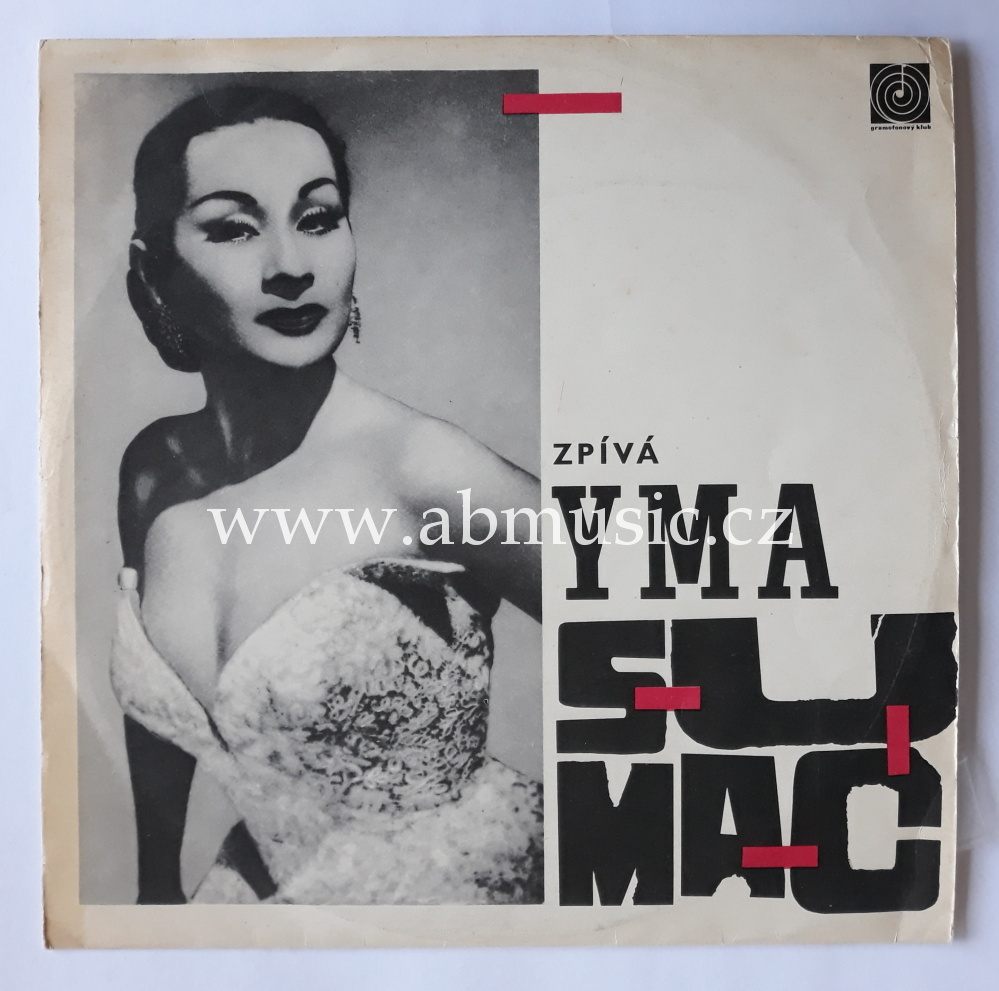 gramofonový klub
ZPÍVÁ
YMA
www.abmusic.cz
SU
MAC